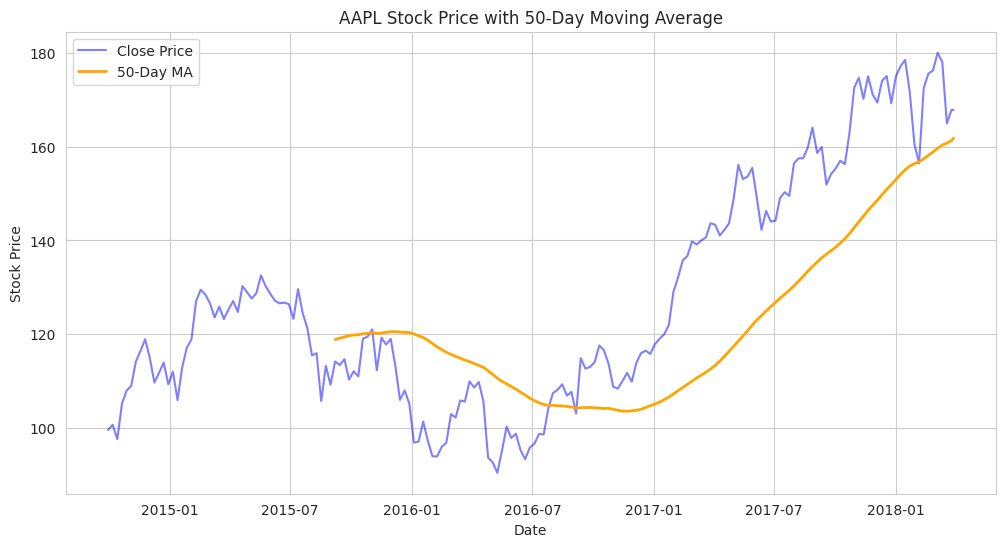 AAPL Stock Price with 50-Day Moving Average
Close Price
50-Day MA
180
160
140
120
100
Stock Price
2015-01
2015-07
2016-01
2016-07
2017-01
2017-07
2018-01
Date